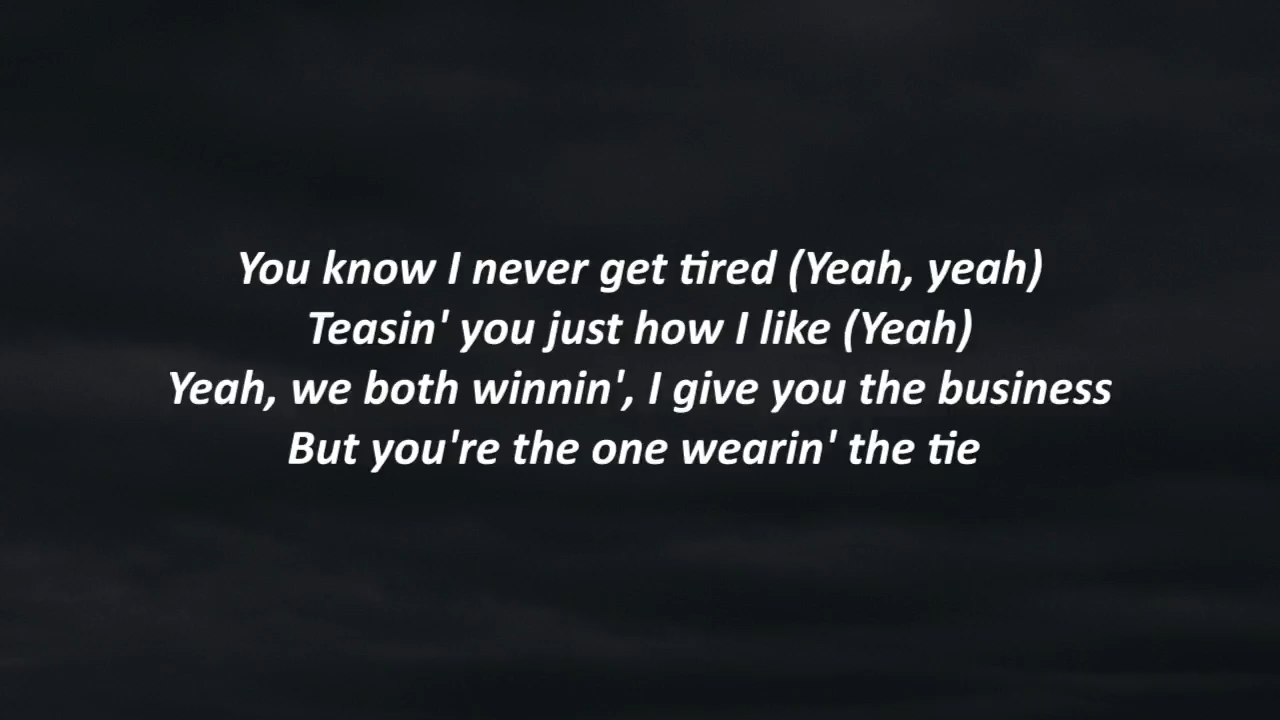 You know I never get tired (Yeah, yeah)
Teasin' you just how I like (Yeah)
Yeah, we both winnin', I give you the business
But you're the one wearin' the tie